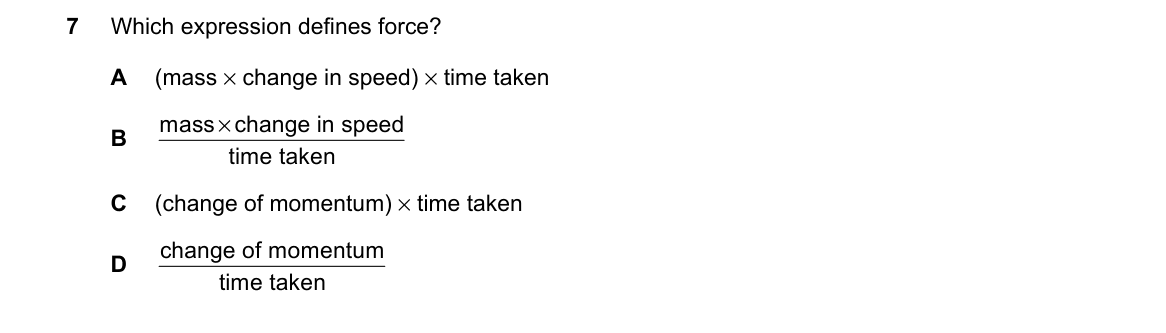 7 Which expression defines force?
A (mass × change in speed) × time taken
B mass × change in speed
time taken
C (change of momentum) × time taken
D change of momentum
time taken